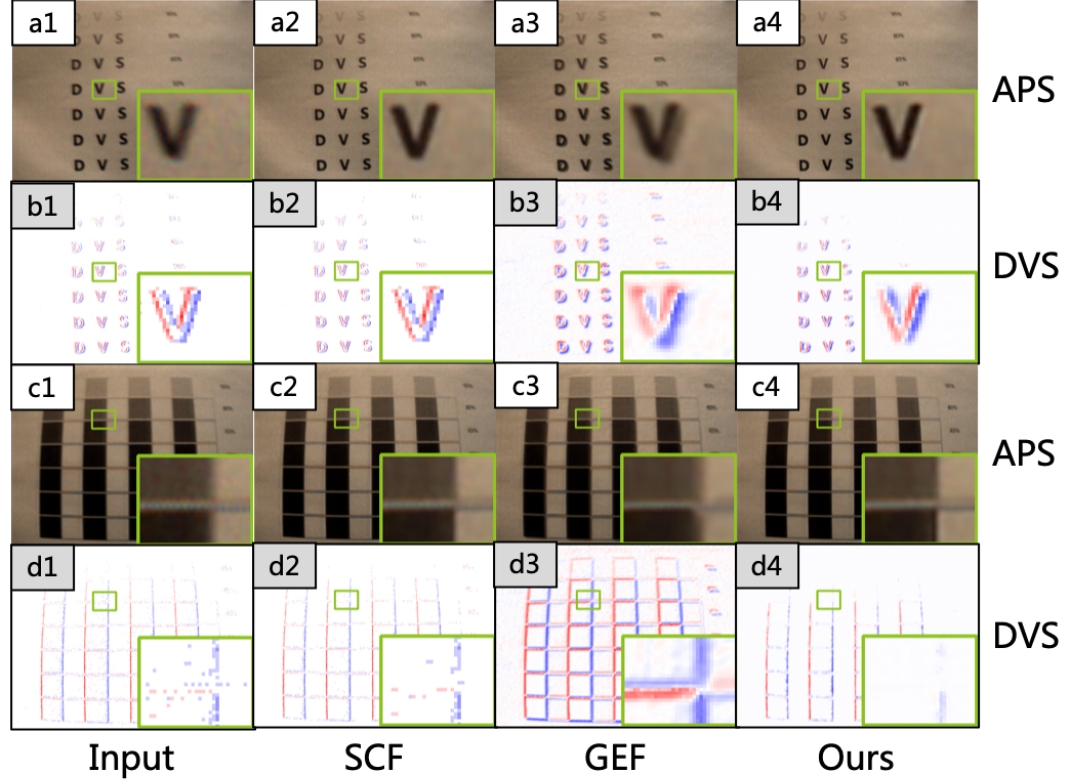 a1 a2 a3 a4
APS
D V S D V S D V S D V S
D V S D V S D V S D V S
D V S D V S D V S D V S
D V S D V S D V S D V S
D V S D V S D V S D V S
V V V V
b1 b2 b3 b4
DVS
D V S D V S D V S D V S
D V S D V S D V S D V S
D V S D V S D V S D V S
D V S D V S D V S D V S
D V S D V S D V S D V S
V V V V
c1 c2 c3 c4
APS
d1 d2 d3 d4
DVS
Input SCF GEF Ours